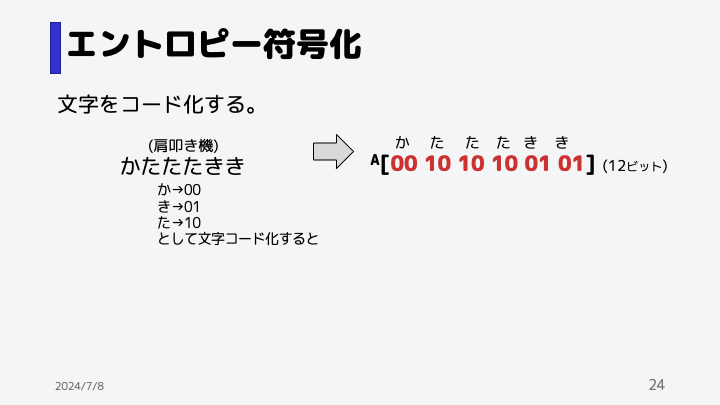 エントロピー符号化
文字をコード化する。
(肩叩き機)
かたたたきき
か→00
き→01
た→10
として文字コード化すると
か た た た き き
A[00 10 10 10 01 01] (12ビット)
2024/7/8
24